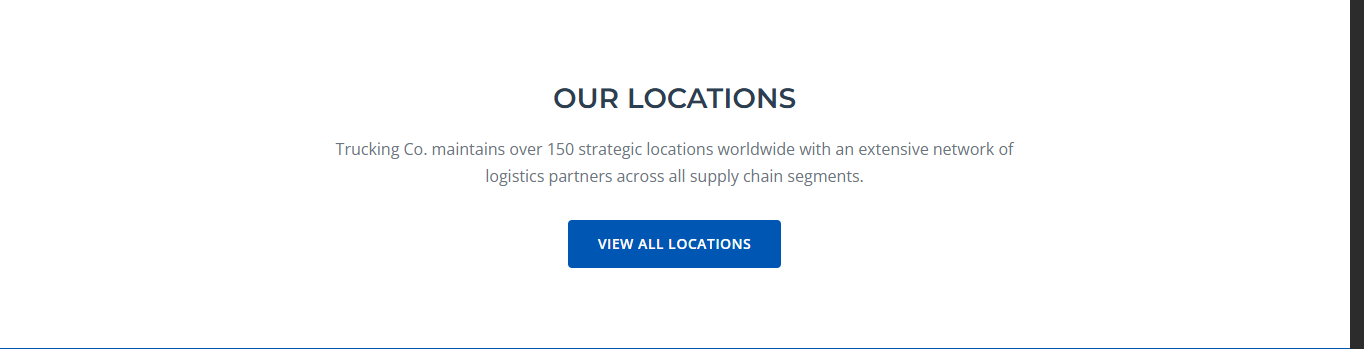 OUR LOCATIONS
Trucking Co. maintains over 150 strategic locations worldwide with an extensive network of
logistics partners across all supply chain segments.
VIEW ALL LOCATIONS